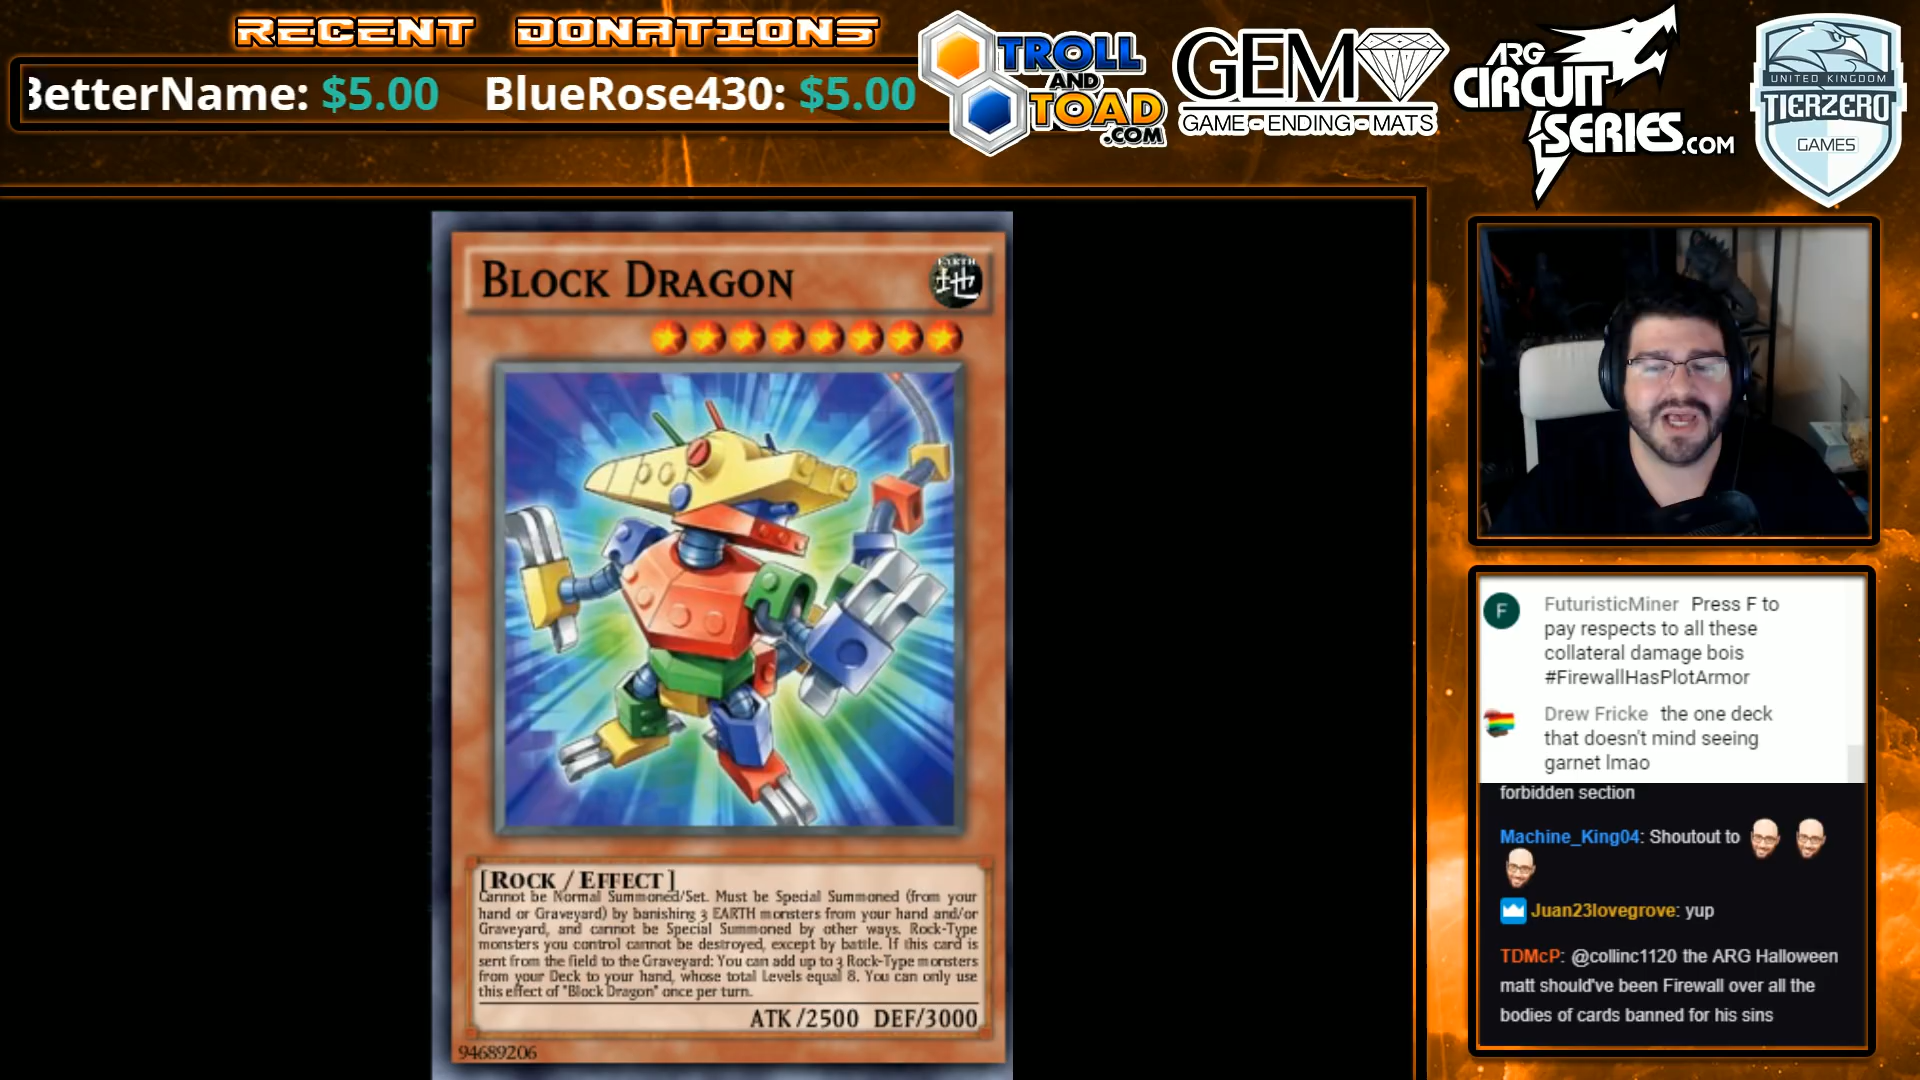 RECENT DONATIONS
BetterName: $5.00 BlueRose430: $5.00
TROLL
AND
TOAD
.COM
GEM
GAME - ENDING - MATS
ARG
CIRCUIT
SERIES.COM
UNITED KINGDOM
TIERZERO
GAMES
BLOCK DRAGON
EARTH
地
[ROCK / EFFECT]
Cannot be Normal Summoned/Set. Must be Special Summoned (from your
hand or Graveyard) by banishing 3 EARTH monsters from your hand and/or
Graveyard, and cannot be Special Summoned by other ways. Rock-Type
monsters you control cannot be destroyed, except by battle. If this card is
sent from the field to the Graveyard: You can add up to 3 Rock-Type monsters
from your Deck to your hand, whose total Levels equal 8. You can only use
this effect of "Block Dragon" once per turn.
ATK/2500 DEF/3000
94689206
F
FuturisticMiner Press F to
pay respects to all these
collateral damage bois
#FirewallHasPlotArmor
Drew Fricke the one deck
that doesn't mind seeing
garnet lmao
forbidden section
Machine_King04: Shoutout to
Juan23lovegrove: yup
TDMcP: @collinc1120 the ARG Halloween
matt should've been Firewall over all the
bodies of cards banned for his sins